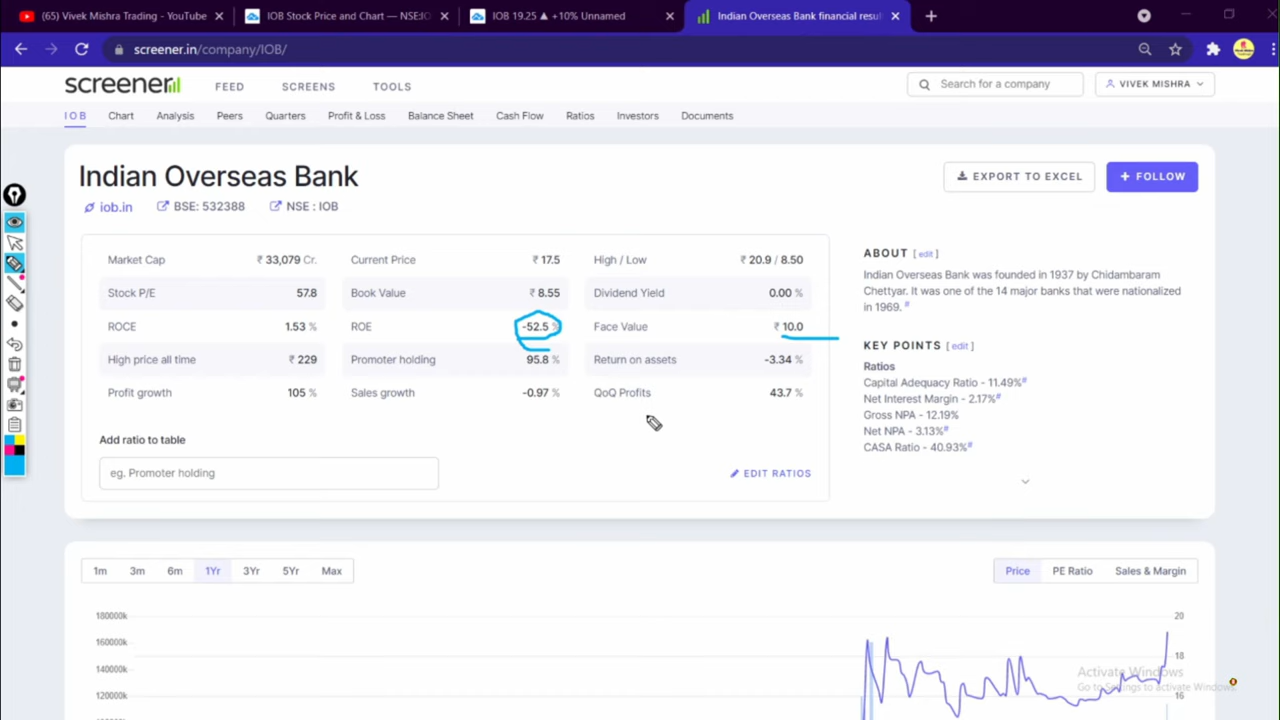 (65) Vivek Mishra Trading - YouTube
IOB Stock Price and Chart — NSE:IO
IOB 19.25 ▲ +10% Unnamed
Indian Overseas Bank financial resul
screener.in/company/IOB/
screener
FEED
SCREENS
TOOLS
Search for a company
VIVEK MISHRA
I O B
Chart
Analysis
Peers
Quarters
Profit & Loss
Balance Sheet
Cash Flow
Ratios
Investors
Documents
Indian Overseas Bank
EXPORT TO EXCEL
+ FOLLOW
iob.in
BSE: 532388
NSE : IOB
Market Cap ₹ 33,079 Cr.
Current Price ₹ 17.5
High / Low ₹ 20.9 / 8.50
Stock P/E 57.8
Book Value ₹ 8.55
Dividend Yield 0.00 %
ROCE 1.53 %
ROE -52.5 %
Face Value ₹ 10.0
High price all time ₹ 229
Promoter holding 95.8 %
Return on assets -3.34 %
Profit growth 105 %
Sales growth -0.97 %
QoQ Profits 43.7 %
Add ratio to table
eg. Promoter holding
EDIT RATIOS
ABOUT [ edit ]
Indian Overseas Bank was founded in 1937 by Chidambaram
Chettyar. It was one of the 14 major banks that were nationalized
in 1969. #
KEY POINTS [ edit ]
Ratios
Capital Adequacy Ratio - 11.49%#
Net Interest Margin - 2.17%#
Gross NPA - 12.19%
Net NPA - 3.13%#
CASA Ratio - 40.93%#
1m
3m
6m
1Yr
3Yr
5Yr
Max
Price
PE Ratio
Sales & Margin
180000k
160000k
140000k
120000k
20
18
16
Activate Windows
Go to Settings to activate Windows.